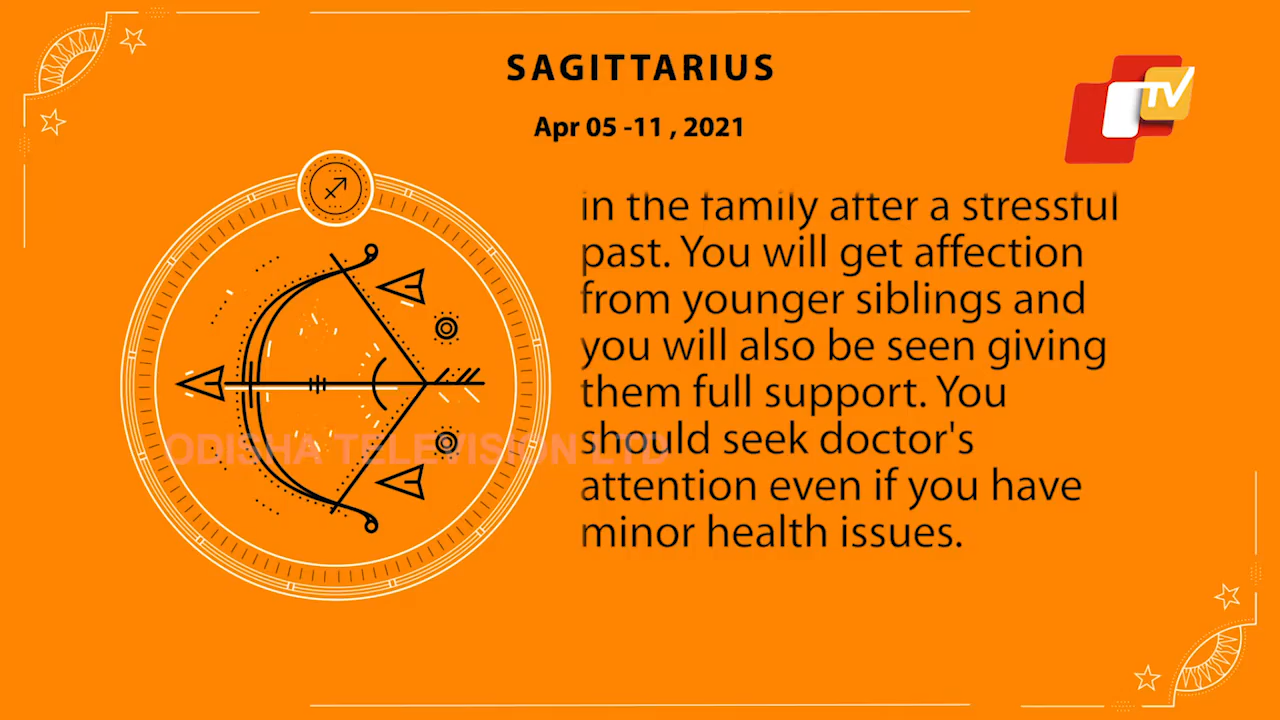 SAGITTARIUS
Apr 05 -11 , 2021
TV
in the family after a stressful
past. You will get affection
from younger siblings and
you will also be seen giving
them full support. You
should seek doctor's
attention even if you have
minor health issues.
ODISHA TELEVISION LTD